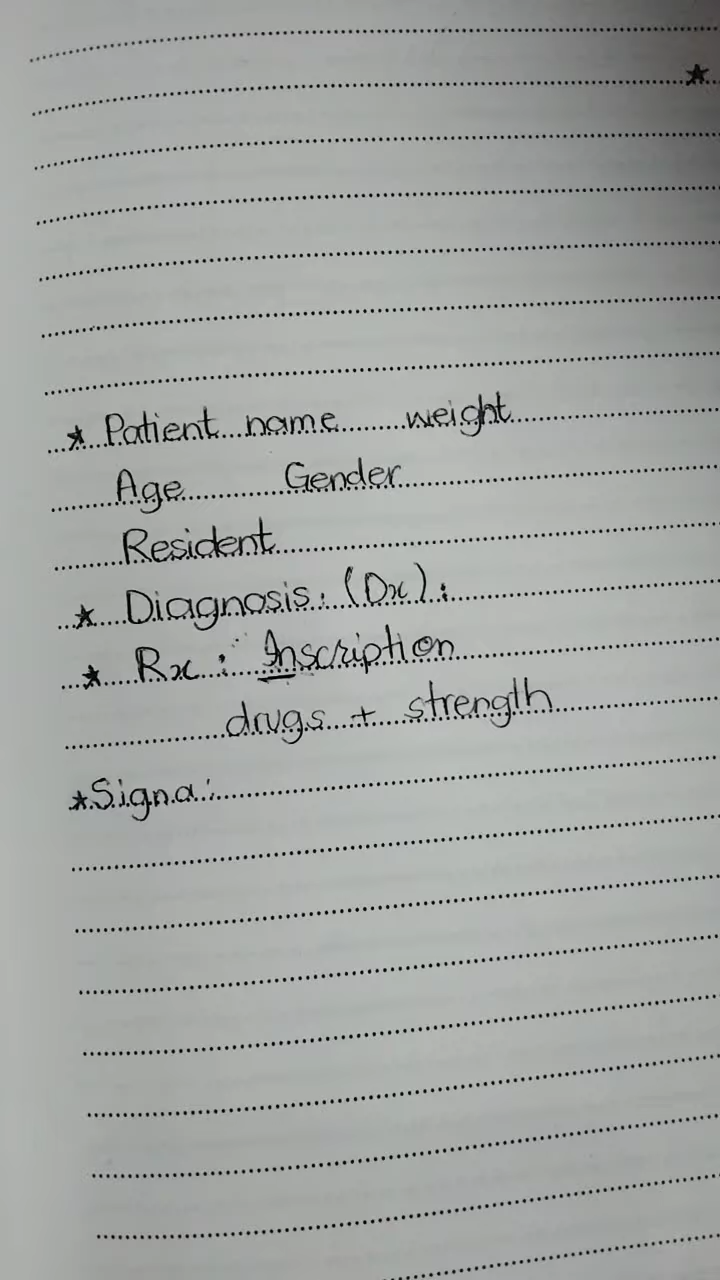 ★ Patient name weight
Age Gender
Resident
★ Diagnosis: (Dx):
★ Rx: Inscription
drugs + strength
★ Signa: